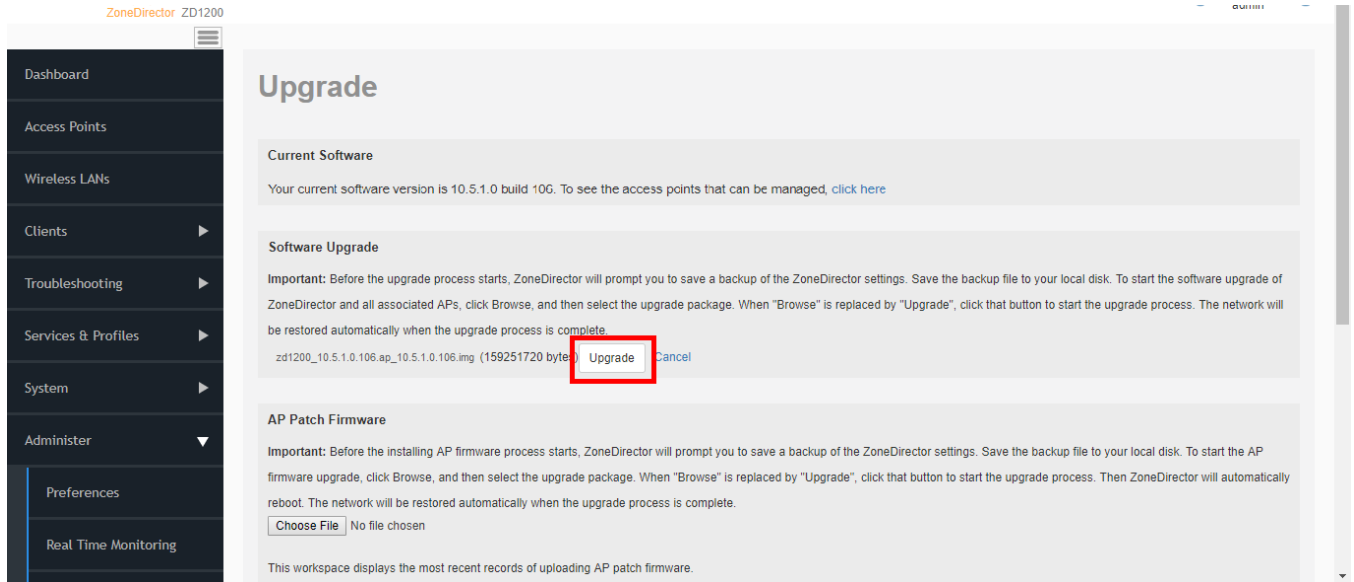 ZoneDirector ZD1200
admin
Dashboard
Access Points
Wireless LANs
Clients
Troubleshooting
Services & Profiles
System
Administer
Preferences
Real Time Monitoring
Upgrade
Current Software
Your current software version is 10.5.1.0 build 106. To see the access points that can be managed, click here
Software Upgrade
Important: Before the upgrade process starts, ZoneDirector will prompt you to save a backup of the ZoneDirector settings. Save the backup file to your local disk. To start the software upgrade of
ZoneDirector and all associated APs, click Browse, and then select the upgrade package. When "Browse" is replaced by "Upgrade", click that button to start the upgrade process. The network will
be restored automatically when the upgrade process is complete.
zd1200_10.5.1.0.106.ap_10.5.1.0.106.img (159251720 bytes) Upgrade Cancel
AP Patch Firmware
Important: Before the installing AP firmware process starts, ZoneDirector will prompt you to save a backup of the ZoneDirector settings. Save the backup file to your local disk. To start the AP
firmware upgrade, click Browse, and then select the upgrade package. When "Browse" is replaced by "Upgrade", click that button to start the upgrade process. Then ZoneDirector will automatically
reboot. The network will be restored automatically when the upgrade process is complete.
Choose File No file chosen
This workspace displays the most recent records of uploading AP patch firmware.